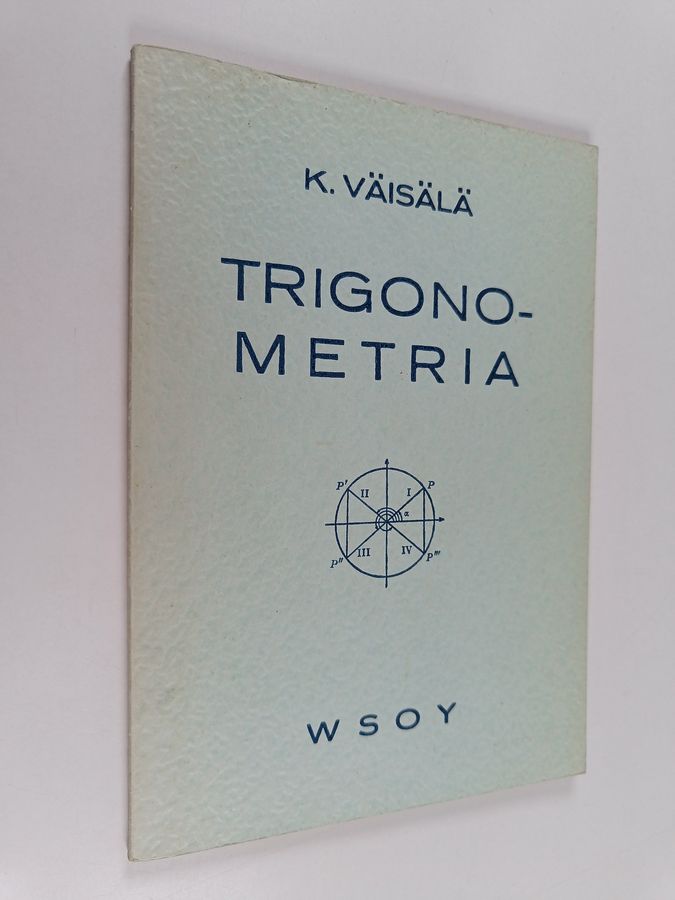 K. VÄISÄLÄ
TRIGONO-
METRIA
P' II I P
α
P'' III IV P'''
WSOY